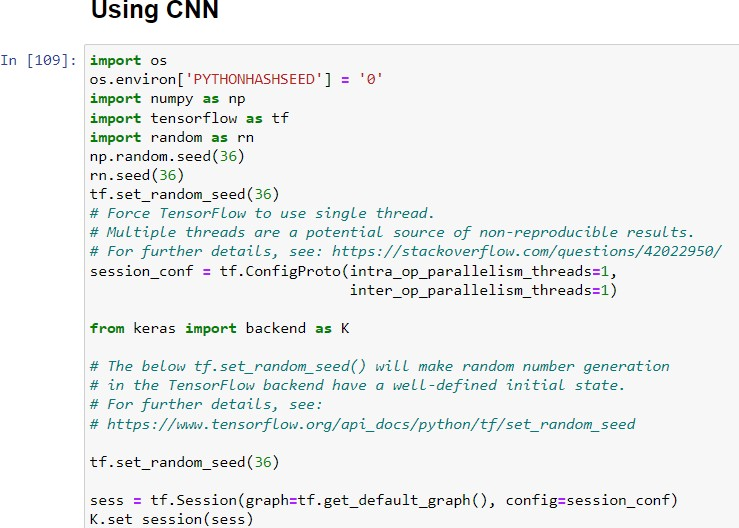 Using CNN
In [109]:
import os
os.environ['PYTHONHASHSEED'] = '0'
import numpy as np
import tensorflow as tf
import random as rn
np.random.seed(36)
rn.seed(36)
tf.set_random_seed(36)
# Force TensorFlow to use single thread.
# Multiple threads are a potential source of non-reproducible results.
# For further details, see: https://stackoverflow.com/questions/42022950/
session_conf = tf.ConfigProto(intra_op_parallelism_threads=1,
inter_op_parallelism_threads=1)
from keras import backend as K
# The below tf.set_random_seed() will make random number generation
# in the TensorFlow backend have a well-defined initial state.
# For further details, see:
# https://www.tensorflow.org/api_docs/python/tf/set_random_seed
tf.set_random_seed(36)
sess = tf.Session(graph=tf.get_default_graph(), config=session_conf)
K.set_session(sess)